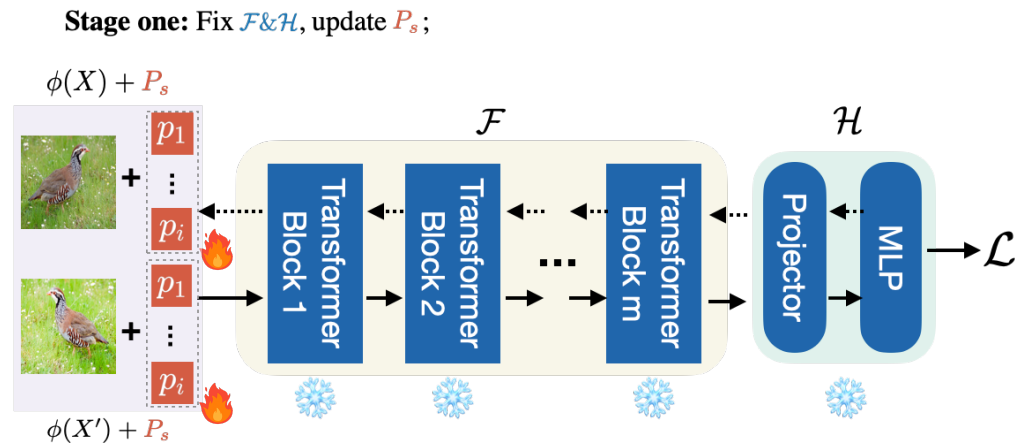 Stage one: Fix ℱ&ℋ, update Pₛ;
ϕ(X) + Pₛ
ℱ
ℋ
p₁
+
...
pᵢ
p₁
+
...
pᵢ
ϕ(X′) + Pₛ
Transformer
Block 1
Transformer
Block 2
...
Transformer
Block m
Projector
MLP
ℒ